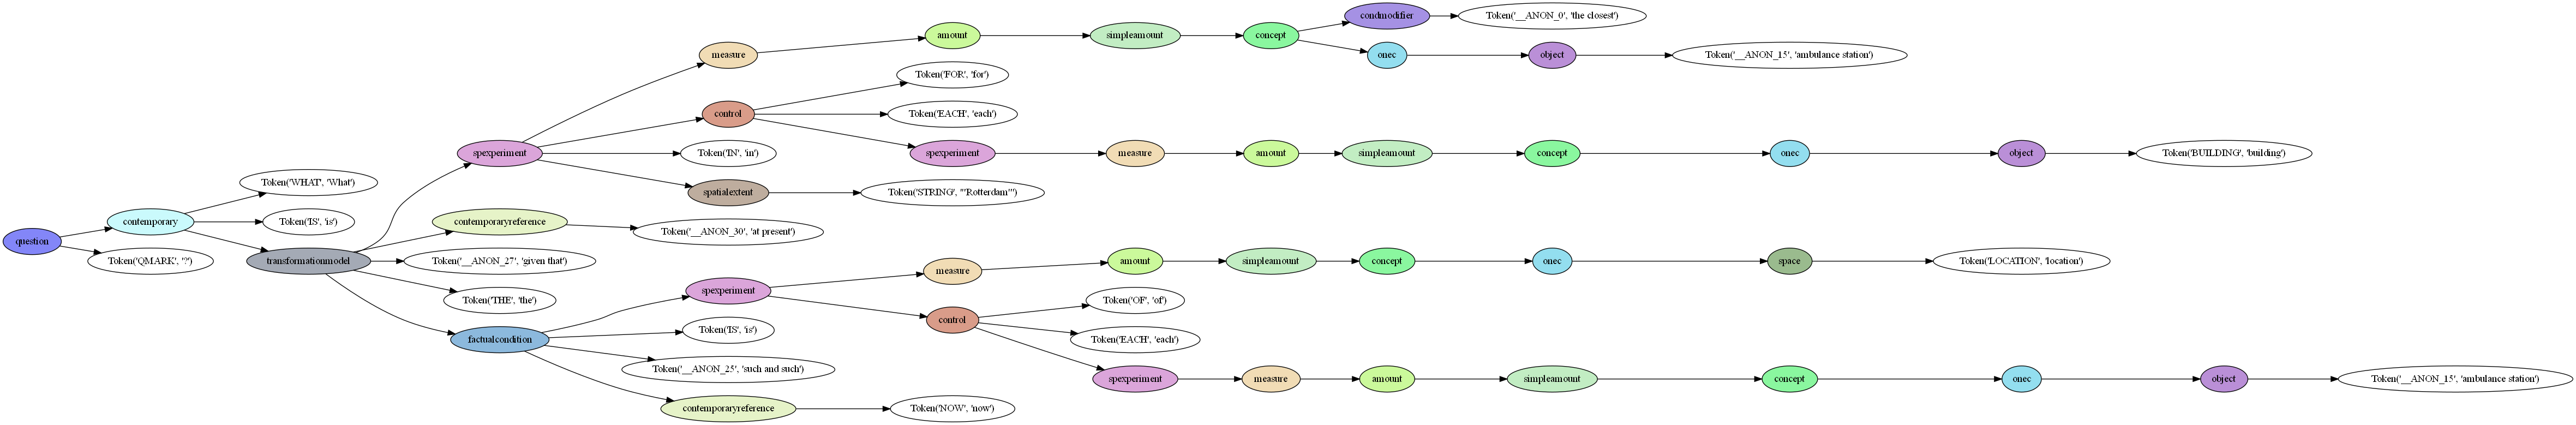 condmodifier
Token('__ANON_0', 'the closest')
amount
simpleamount
concept
measure
onec
object
Token('__ANON_15', 'ambulance station')
Token('FOR', 'for')
control
Token('EACH', 'each')
spexperiment
Token('IN', 'in')
spexperiment
measure
amount
simpleamount
concept
onec
object
Token('BUILDING', 'building')
Token('WHAT', 'What')
spatialextent
Token('STRING', "'Rotterdam'")
contemporary
Token('IS', 'is')
contemporaryreference
Token('__ANON_30', 'at present')
question
Token('QMARK', '?')
transformationmodel
Token('__ANON_27', 'given that')
measure
amount
simpleamount
concept
onec
space
Token('LOCATION', 'location')
Token('THE', 'the')
spexperiment
Token('OF', 'of')
control
factualcondition
Token('IS', 'is')
Token('EACH', 'each')
Token('__ANON_25', 'such and such')
spexperiment
measure
amount
simpleamount
concept
onec
object
Token('__ANON_15', 'ambulance station')
contemporaryreference
Token('NOW', 'now')